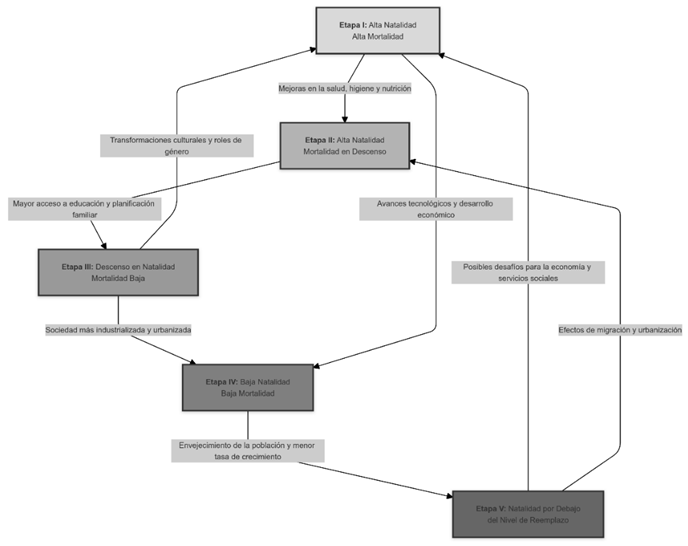 Etapa I: Alta Natalidad
Alta Mortalidad
Mejoras en la salud, higiene y nutrición
Transformaciones culturales y roles de
género
Etapa II: Alta Natalidad
Mortalidad en Descenso
Mayor acceso a educación y planificación
familiar
Avances tecnológicos y desarrollo
económico
Etapa III: Descenso en Natalidad
Mortalidad Baja
Posibles desafíos para la economía y
servicios sociales
Sociedad más industrializada y urbanizada
Efectos de migración y urbanización
Etapa IV: Baja Natalidad
Baja Mortalidad
Envejecimiento de la población y menor
tasa de crecimiento
Etapa V: Natalidad por Debajo
del Nivel de Reemplazo